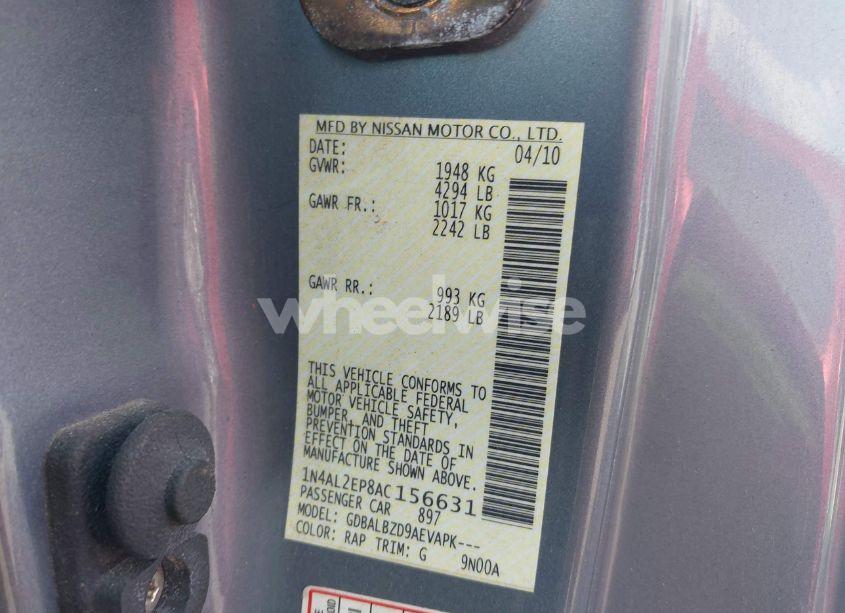 MFD BY NISSAN MOTOR CO., LTD.
DATE: 04/10
GVWR: 1948 KG
4294 LB
GAWR FR.: 1017 KG
2242 LB
GAWR RR.: 993 KG
2189 LB
wheelwise
THIS VEHICLE CONFORMS TO
ALL APPLICABLE FEDERAL
MOTOR VEHICLE SAFETY,
BUMPER, AND THEFT
PREVENTION STANDARDS IN
EFFECT ON THE DATE OF
MANUFACTURE SHOWN ABOVE.
1N4AL2EP8AC156631
PASSENGER CAR 897
MODEL: GDBALBZD9AEVAPK---
COLOR: RAP TRIM: G 9N00A